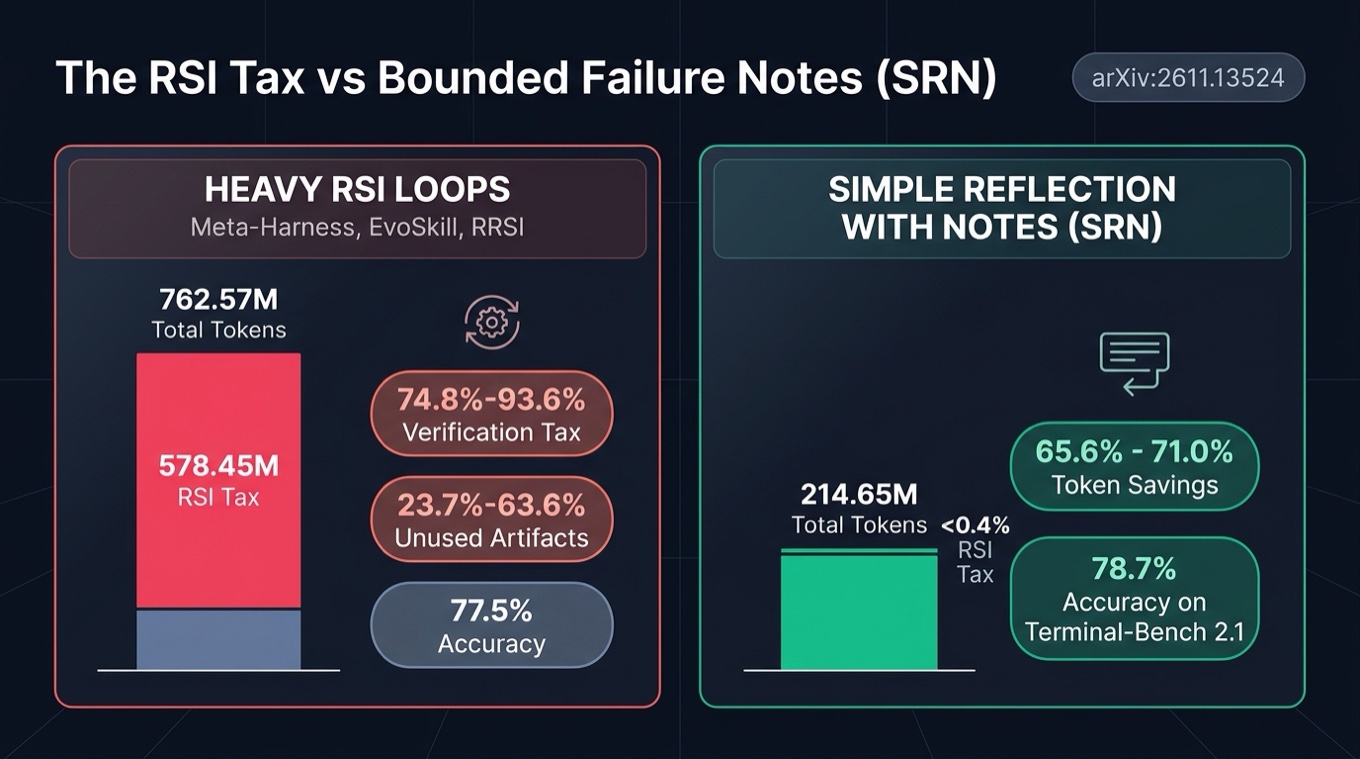 The RSI Tax vs Bounded Failure Notes (SRN)
arXiv:2611.13524
HEAVY RSI LOOPS
Meta-Harness, EvoSkill, RRSI
762.57M
Total Tokens
578.45M
RSI Tax
74.8%-93.6%
Verification Tax
23.7%-63.6%
Unused Artifacts
77.5%
Accuracy
SIMPLE REFLECTION
WITH NOTES (SRN)
214.65M
Total Tokens
<0.4%
RSI
Tax
65.6% - 71.0%
Token Savings
78.7%
Accuracy on
Terminal-Bench 2.1